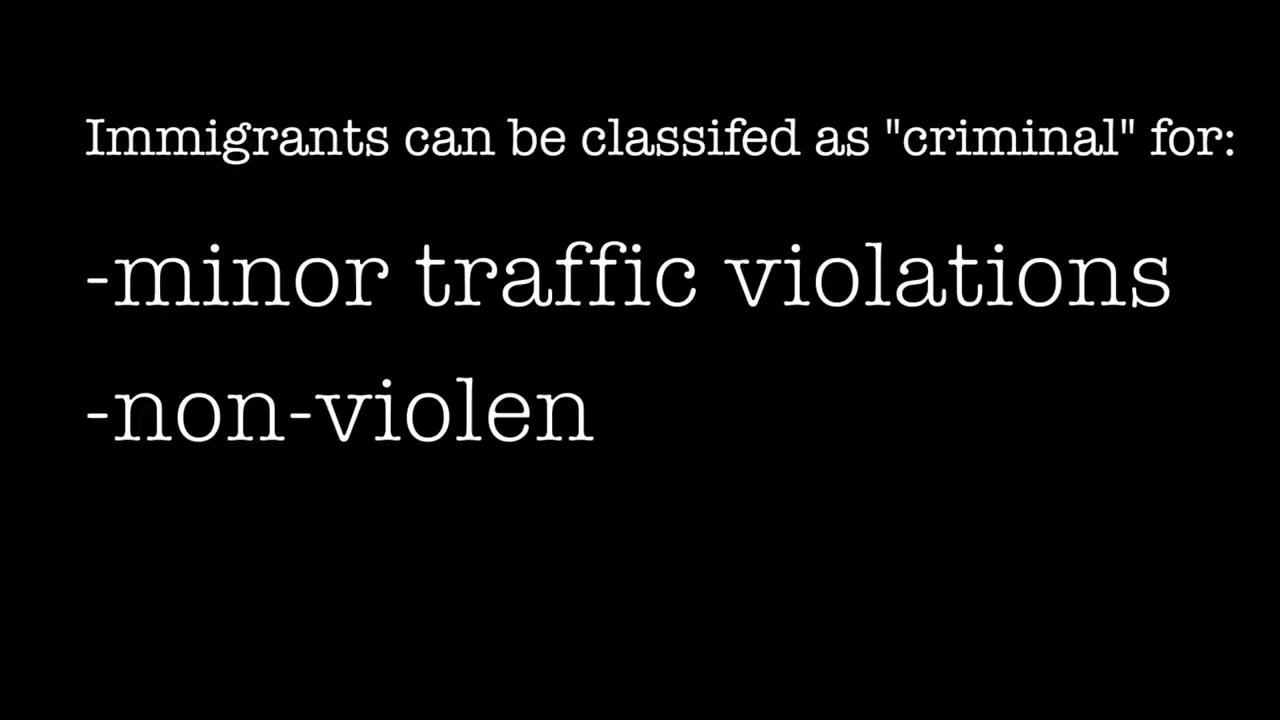 Immigrants can be classifed as "criminal" for:
-minor traffic violations
-non-violen